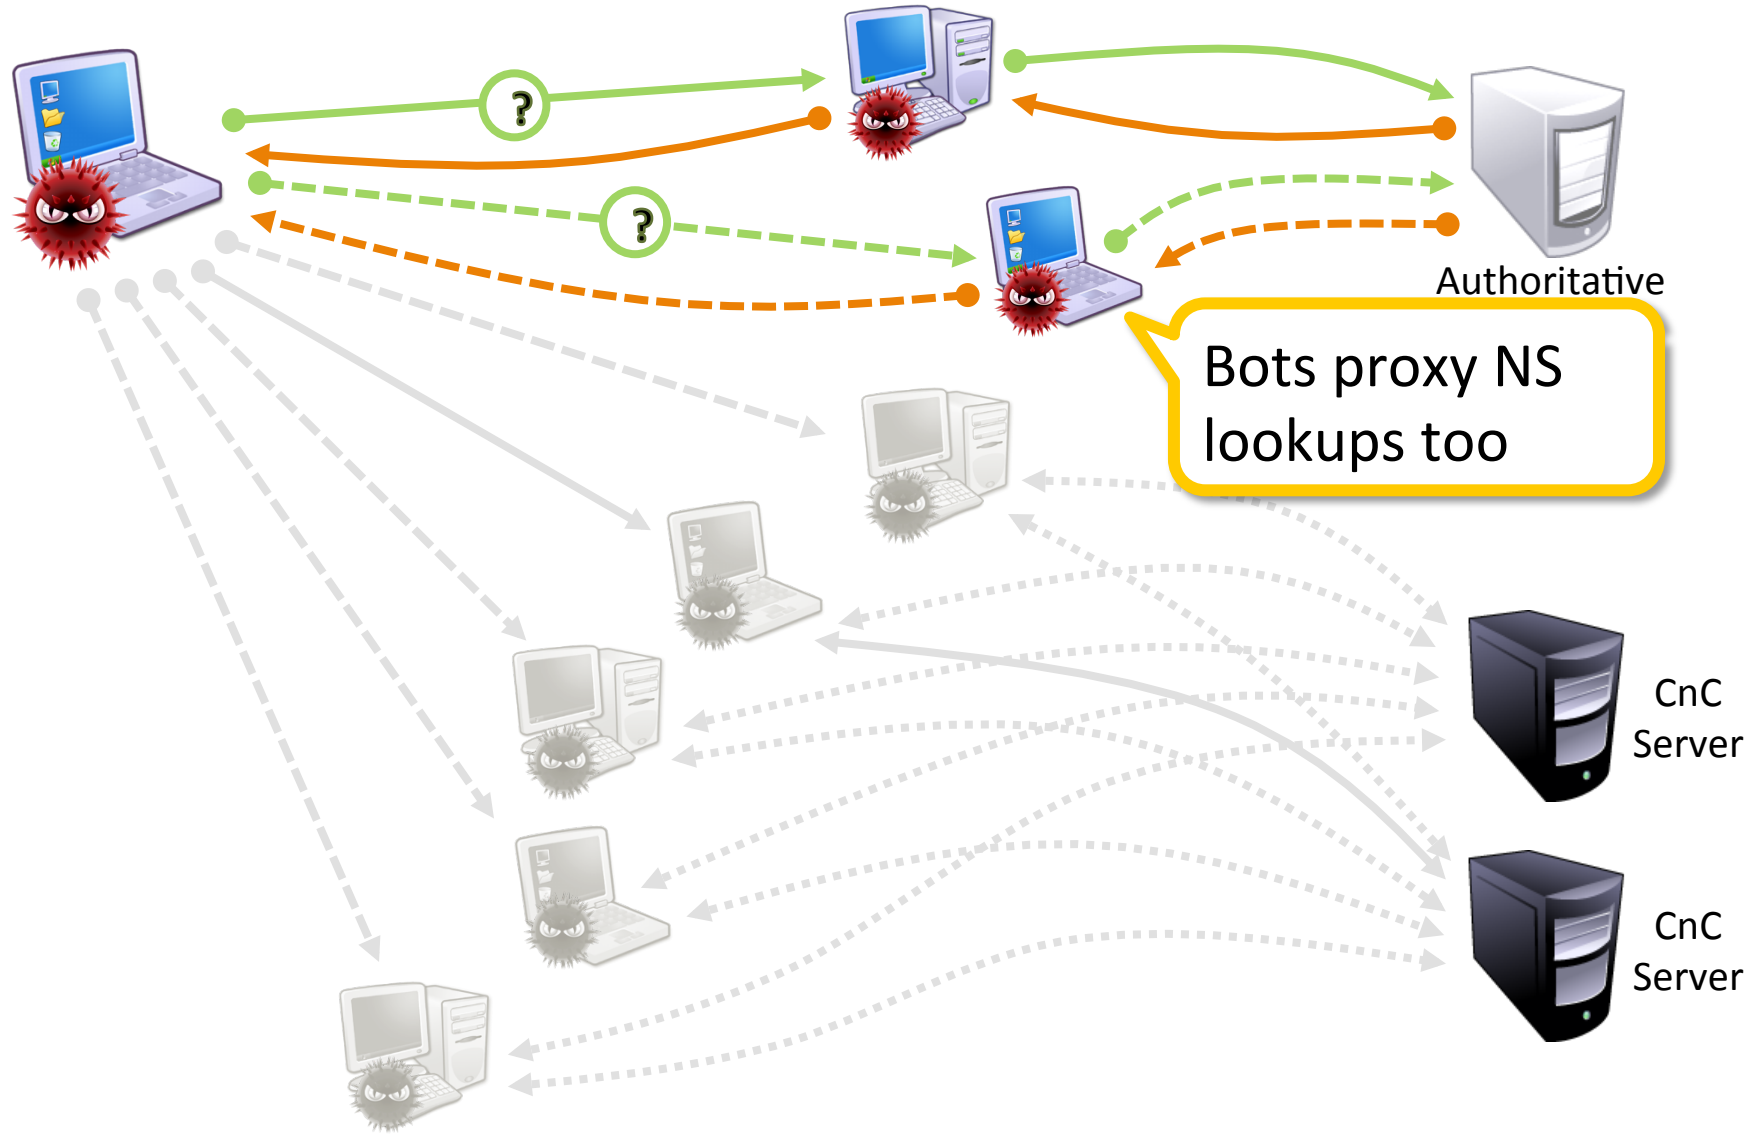 ?
?
Authoritative
Bots proxy NS
lookups too
CnC
Server
CnC
Server